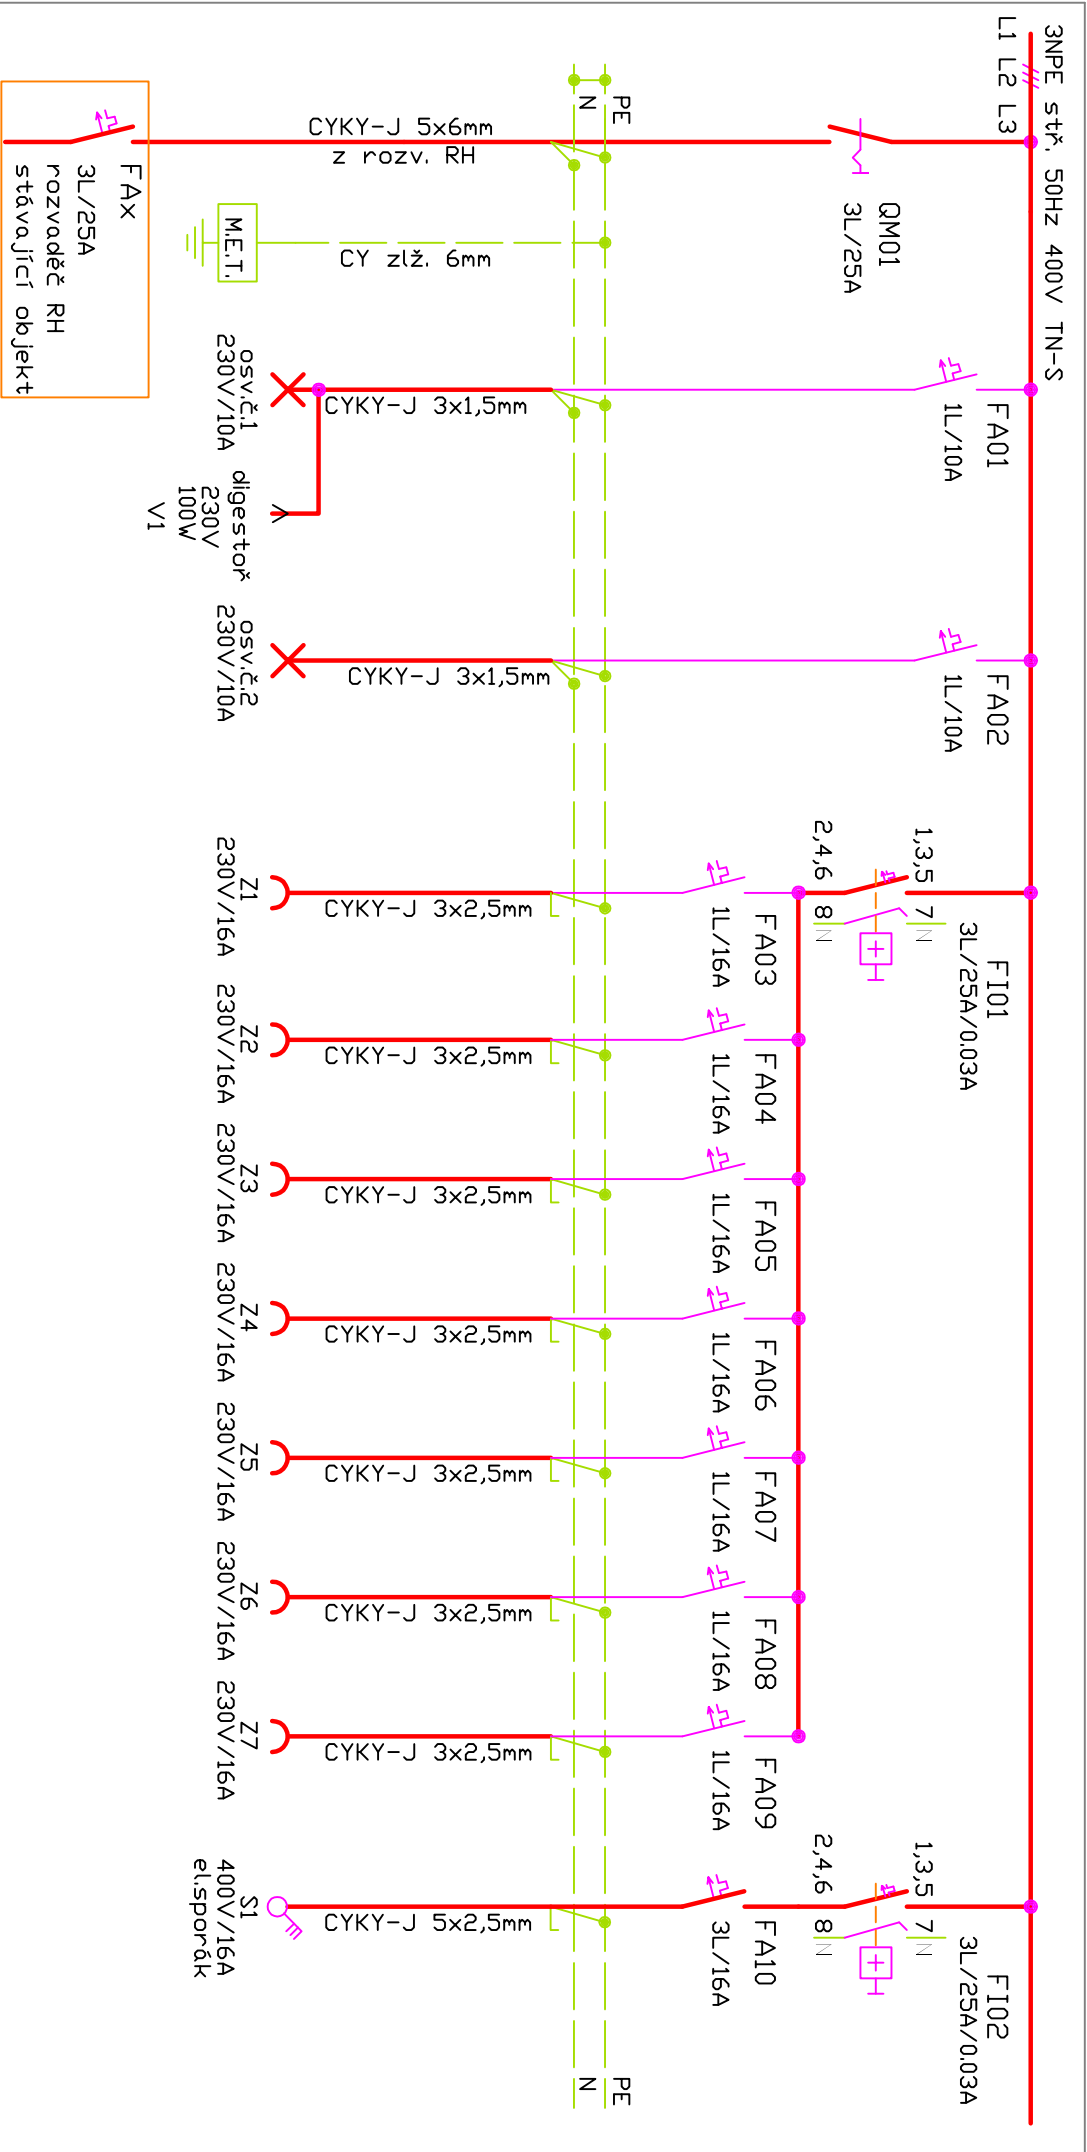 3NPE stř. 50Hz 400V TN-S
L1 L2 L3
QM01
3L/25A
FA01
1L/10A
FA02
1L/10A
FI01
3L/25A/0.03A
1,3,5
7
N
2,4,6
8
N
FI02
3L/25A/0.03A
1,3,5
7
N
2,4,6
8
N
FA03
1L/16A
FA04
1L/16A
FA05
1L/16A
FA06
1L/16A
FA07
1L/16A
FA08
1L/16A
FA09
1L/16A
FA10
3L/16A
PE
N
PE
N
CYKY-J 5x6mm
z rozv. RH
CY zlž. 6mm
CYKY-J 3x1,5mm
CYKY-J 3x1,5mm
CYKY-J 3x2,5mm
CYKY-J 3x2,5mm
CYKY-J 3x2,5mm
CYKY-J 3x2,5mm
CYKY-J 3x2,5mm
CYKY-J 3x2,5mm
CYKY-J 3x2,5mm
CYKY-J 5x2,5mm
M.E.T.
osv.č.1
230V/10A
digestoř
230V
100W
V1
osv.č.2
230V/10A
Z1
230V/16A
Z2
230V/16A
Z3
230V/16A
Z4
230V/16A
Z5
230V/16A
Z6
230V/16A
Z7
230V/16A
S1
400V/16A
el.sporák
FAx
3L/25A
rozvaděč RH
stávající objekt